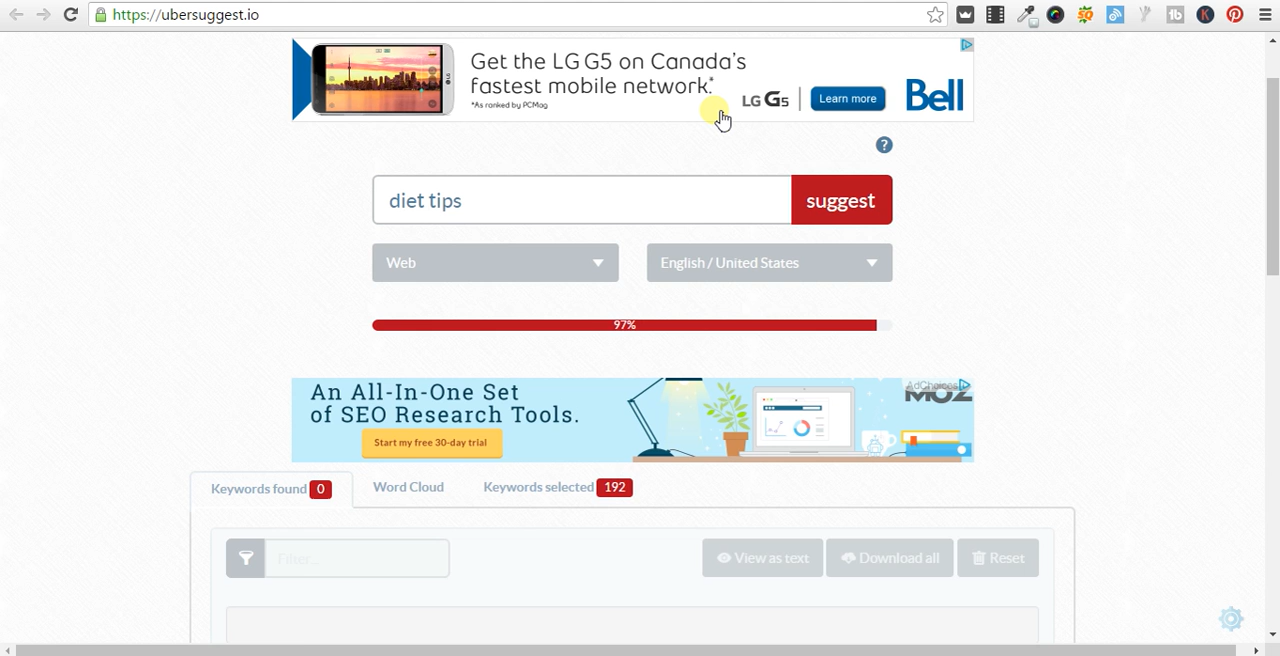 https://ubersuggest.io
Get the LG G5 on Canada's
fastest mobile network.*
*As ranked by PCMag
LG G5
Learn more
Bell
?
diet tips
suggest
Web
English / United States
97%
An All-In-One Set
of SEO Research Tools.
Start my free 30-day trial
AdChoices
MOZ
Keywords found 0
Word Cloud
Keywords selected 192
Filter...
View as text
Download all
Reset